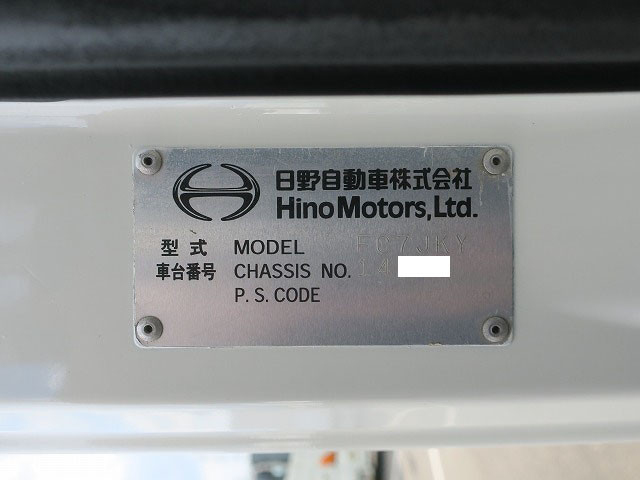 日野自動車株式会社
Hino Motors, Ltd.
型式 MODEL FC7JKY
車台番号 CHASSIS NO. 14
P.S.CODE